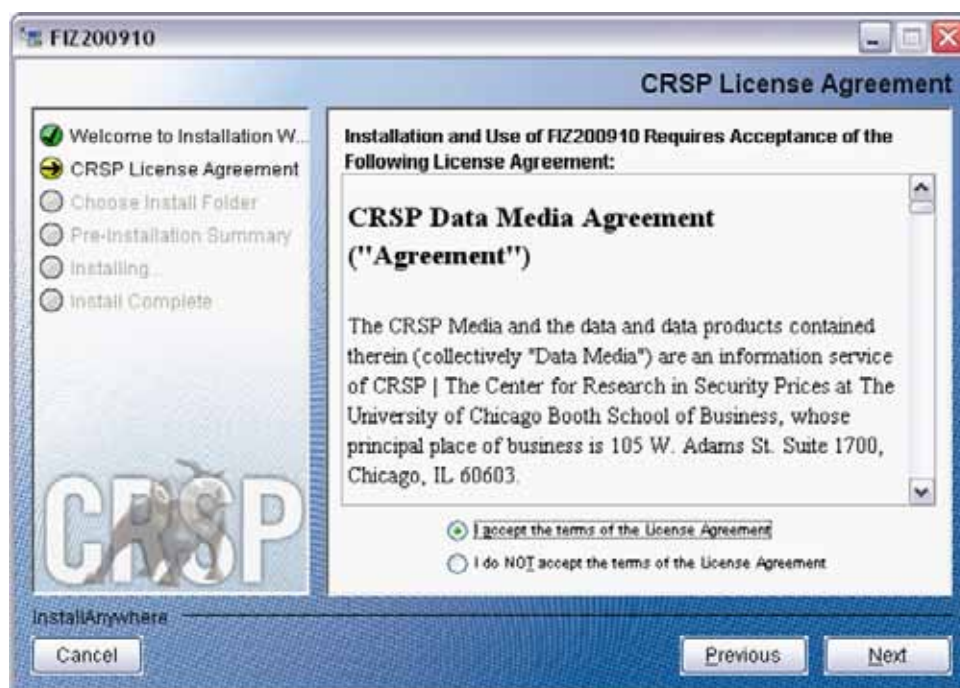 FIZ200910
CRSP License Agreement
Welcome to Installation W...
CRSP License Agreement
Choose Install Folder
Pre-Installation Summary
Installing...
Install Complete
CRSP
Installation and Use of FIZ200910 Requires Acceptance of the
Following License Agreement:
CRSP Data Media Agreement
("Agreement")
The CRSP Media and the data and data products contained
therein (collectively "Data Media") are an information service
of CRSP | The Center for Research in Security Prices at The
University of Chicago Booth School of Business, whose
principal place of business is 105 W. Adams St. Suite 1700,
Chicago, IL 60603.
I accept the terms of the License Agreement
I do NOT accept the terms of the License Agreement
InstallAnywhere
Cancel
Previous
Next